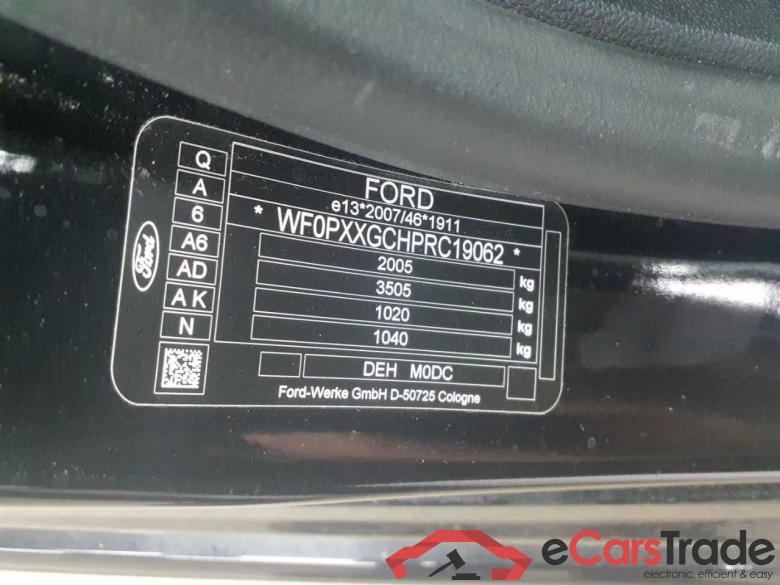 Q
A
6
A6
AD
A K
N
Ford
FORD
e13*2007/46*1911
* WF0PXXGCHPRC19062 *
2005 kg
3505 kg
1020 kg
1040 kg
DEH M0DC
Ford-Werke GmbH D-50725 Cologne
eCarsTrade
electronic, efficient & easy